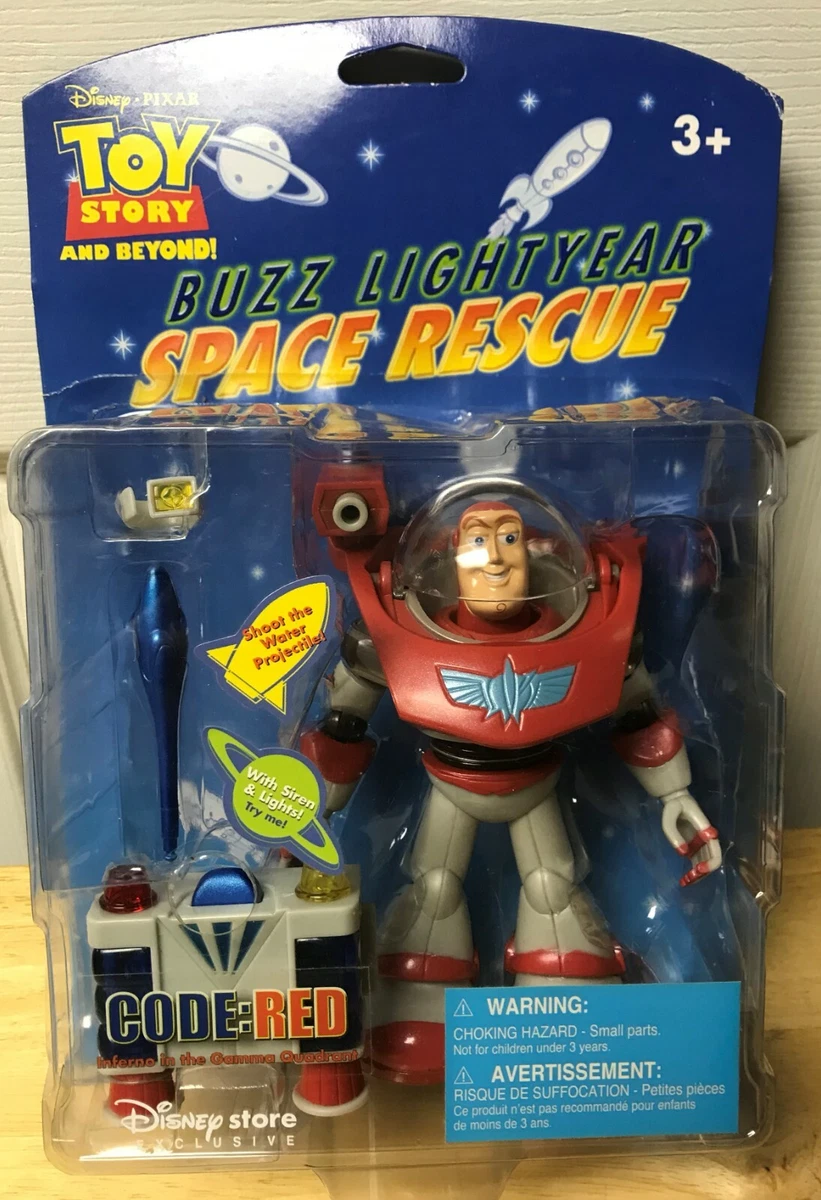 Disney · PIXAR
TOY
STORY
AND BEYOND!
3+
BUZZ LIGHTYEAR
SPACE RESCUE
Shoot the
Water
Projectile!
With Siren
& Lights!
Try me!
CODE:RED
Inferno in the Gamma Quadrant
Disney store
EXCLUSIVE
WARNING:
CHOKING HAZARD - Small parts.
Not for children under 3 years.
AVERTISSEMENT:
RISQUE DE SUFFOCATION - Petites pièces
Ce produit n'est pas recommandé pour enfants
de moins de 3 ans.